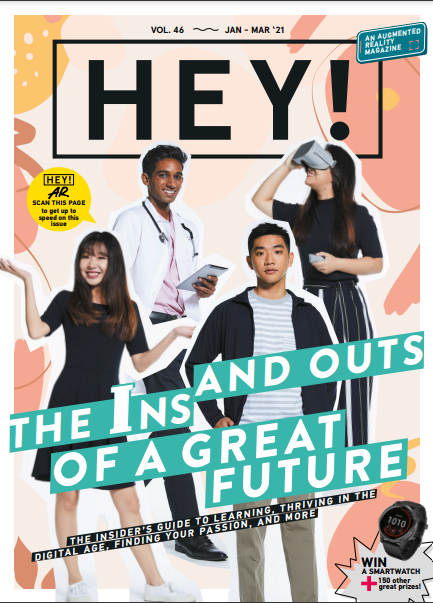 VOL. 46 JAN - MAR '21
AN AUGMENTED
REALITY
MAGAZINE
HEY!
HEY!
AR
SCAN THIS PAGE
to get up to
speed on this
issue
THE INS AND OUTS
OF A GREAT
FUTURE
THE INSIDER'S GUIDE TO LEARNING, THRIVING IN THE
DIGITAL AGE, FINDING YOUR PASSION, AND MORE
1010
WIN
A SMARTWATCH
+ 150 other
great prizes!